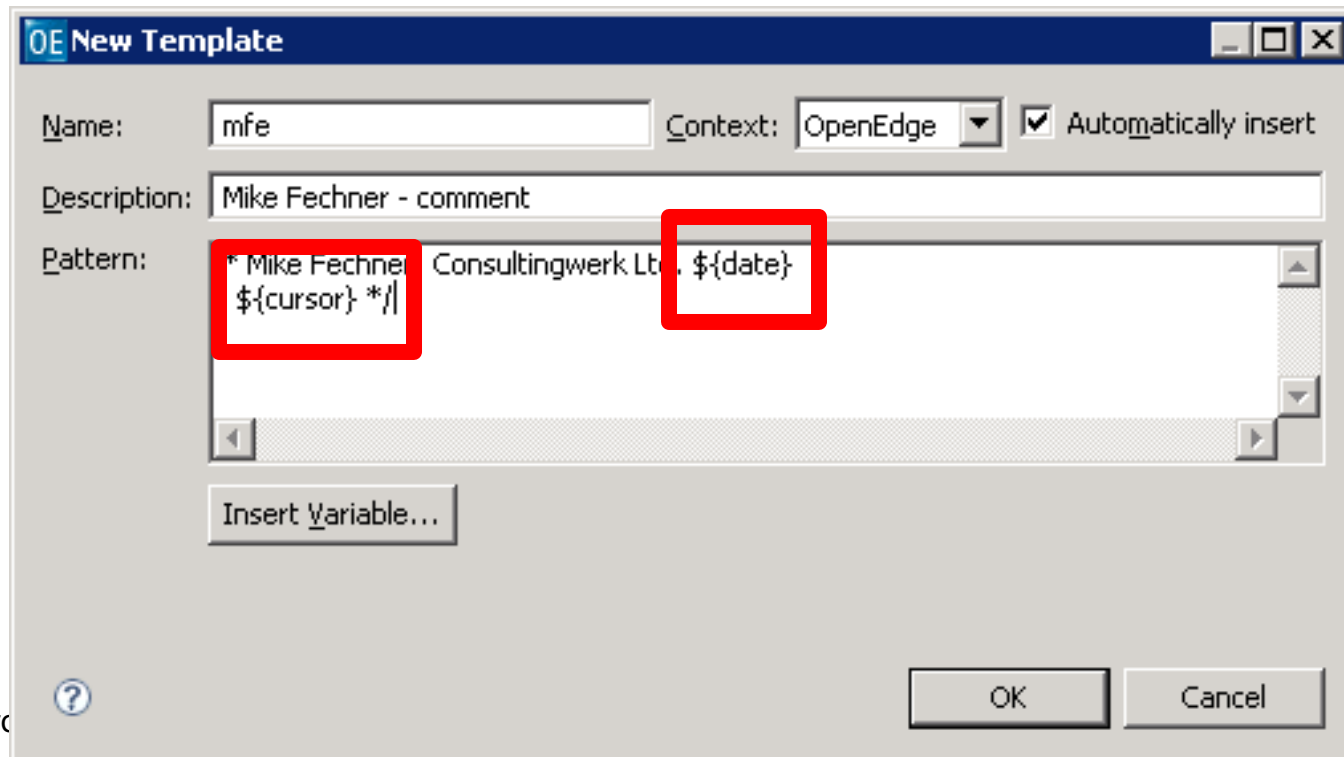 OE New Template
Name: mfe Context: OpenEdge Automatically insert
Description: Mike Fechner - comment
Pattern: * Mike Fechner Consultingwerk Lt . ${date}
${cursor} */
Insert Variable...
? OK Cancel